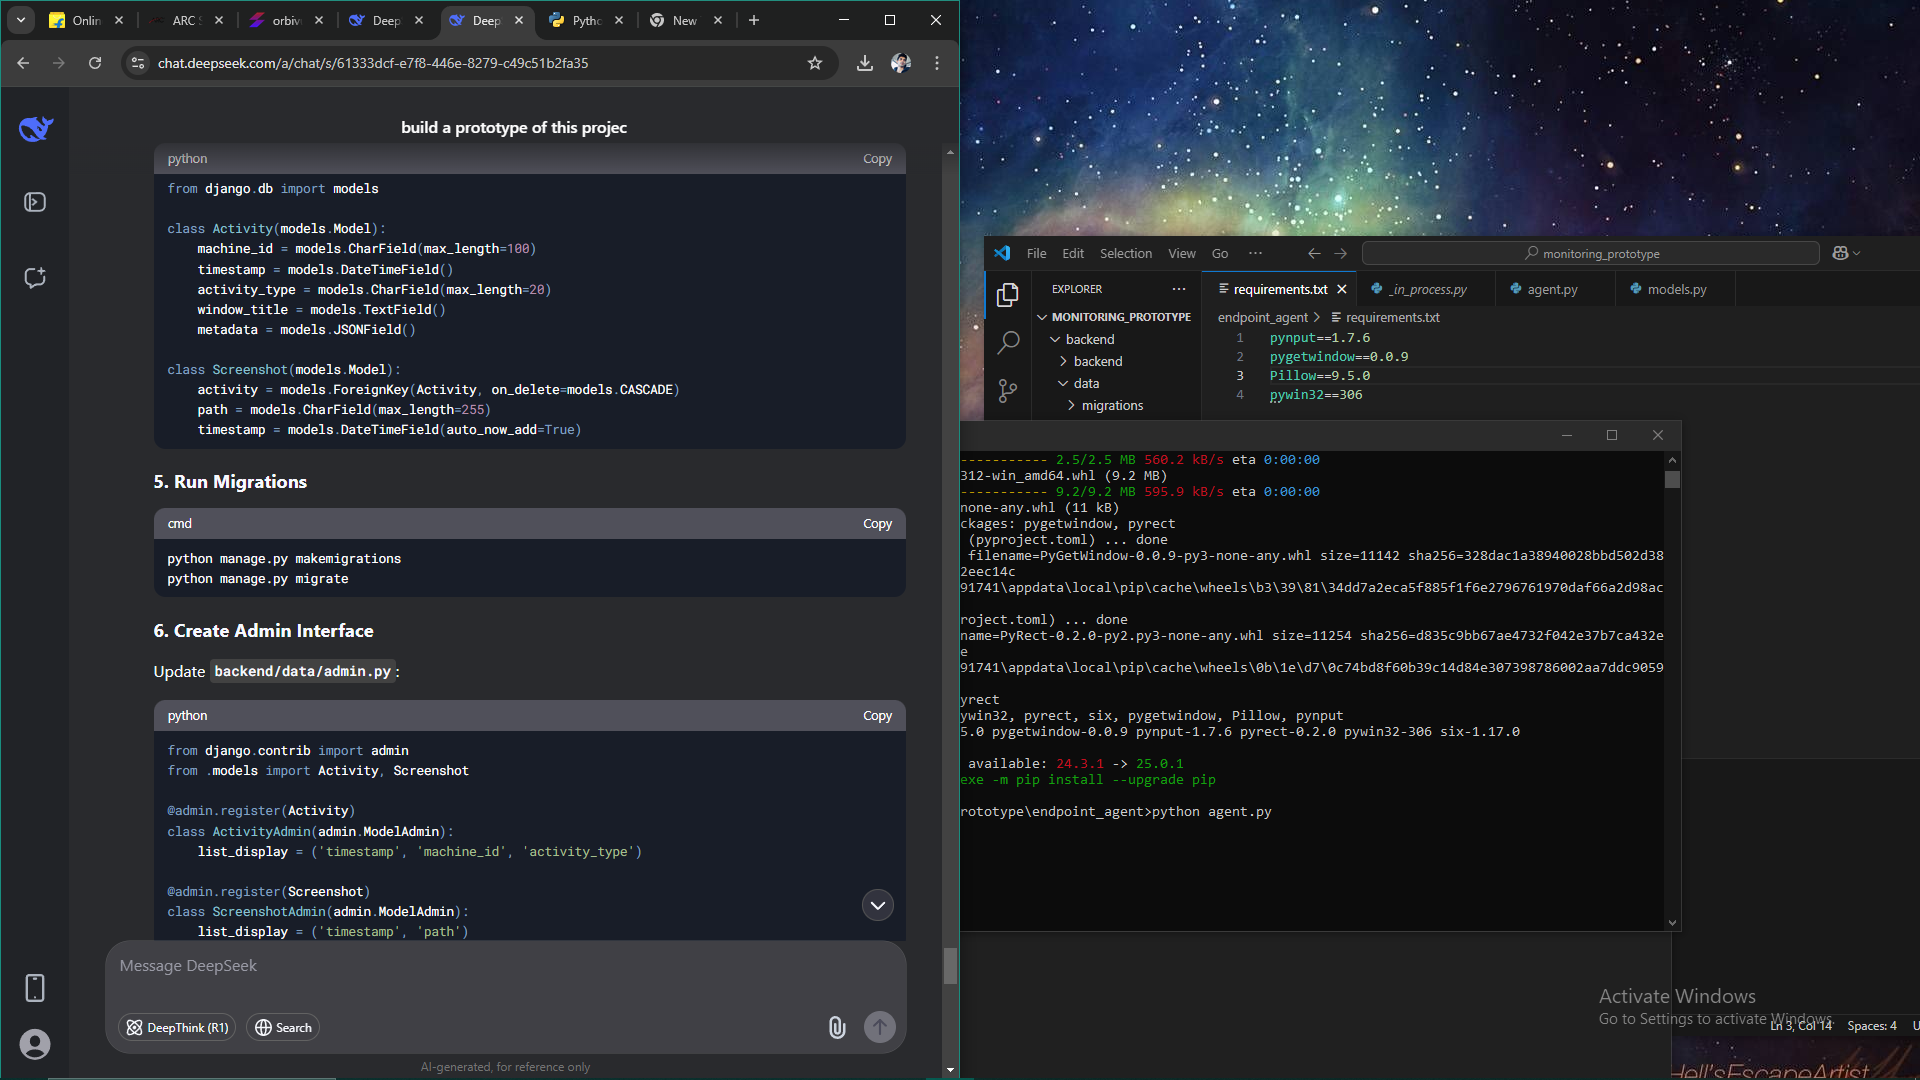 Onlin
ARC S
orbiv
Deep
Deep
Pytho
New
chat.deepseek.com/a/chat/s/61333dcf-e7f8-446e-8279-c49c51b2fa35
build a prototype of this projec
python
Copy
from django.db import models
class Activity(models.Model):
machine_id = models.CharField(max_length=100)
timestamp = models.DateTimeField()
activity_type = models.CharField(max_length=20)
window_title = models.TextField()
metadata = models.JSONField()
class Screenshot(models.Model):
activity = models.ForeignKey(Activity, on_delete=models.CASCADE)
path = models.CharField(max_length=255)
timestamp = models.DateTimeField(auto_now_add=True)
5. Run Migrations
cmd
Copy
python manage.py makemigrations
python manage.py migrate
6. Create Admin Interface
Update backend/data/admin.py:
python
Copy
from django.contrib import admin
from .models import Activity, Screenshot
@admin.register(Activity)
class ActivityAdmin(admin.ModelAdmin):
list_display = ('timestamp', 'machine_id', 'activity_type')
@admin.register(Screenshot)
class ScreenshotAdmin(admin.ModelAdmin):
list_display = ('timestamp', 'path')
Message DeepSeek
DeepThink (R1)
Search
AI-generated, for reference only
File Edit Selection View Go ···
monitoring_prototype
EXPLORER
requirements.txt
_in_process.py
agent.py
models.py
MONITORING_PROTOTYPE
backend
backend
data
migrations
endpoint_agent > requirements.txt
1 pynput==1.7.6
2 pygetwindow==0.0.9
3 Pillow==9.5.0
4 pywin32==306
----------- 2.5/2.5 MB 560.2 kB/s eta 0:00:00
312-win_amd64.whl (9.2 MB)
----------- 9.2/9.2 MB 595.9 kB/s eta 0:00:00
none-any.whl (11 kB)
ckages: pygetwindow, pyrect
(pyproject.toml) ... done
filename=PyGetWindow-0.0.9-py3-none-any.whl size=11142 sha256=328dac1a38940028bbd502d38
2eec14c
91741\appdata\local\pip\cache\wheels\b3\39\81\34dd7a2eca5f885f1f6e2796761970daf66a2d98ac
roject.toml) ... done
name=PyRect-0.2.0-py2.py3-none-any.whl size=11254 sha256=d835c9bb67ae4732f042e37b7ca432e
e
91741\appdata\local\pip\cache\wheels\0b\1e\d7\0c74bd8f60b39c14d84e307398786002aa7ddc9059
yrect
ywin32, pyrect, six, pygetwindow, Pillow, pynput
5.0 pygetwindow-0.0.9 pynput-1.7.6 pyrect-0.2.0 pywin32-306 six-1.17.0
available: 24.3.1 -> 25.0.1
exe -m pip install --upgrade pip
rototype\endpoint_agent>python agent.py
Activate Windows
Go to Settings to activate Windows.
Ln 3, Col 14
Spaces: 4
U
Hell'sEscapeArtist